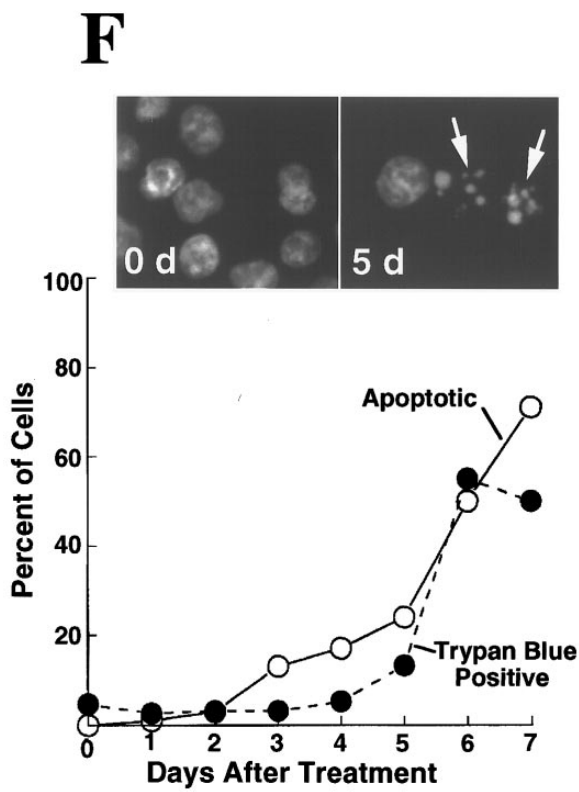 F
0 d
5 d
100
80
60
40
20
Percent of Cells
Apoptotic
Trypan Blue
Positive
0 1 2 3 4 5 6 7
Days After Treatment